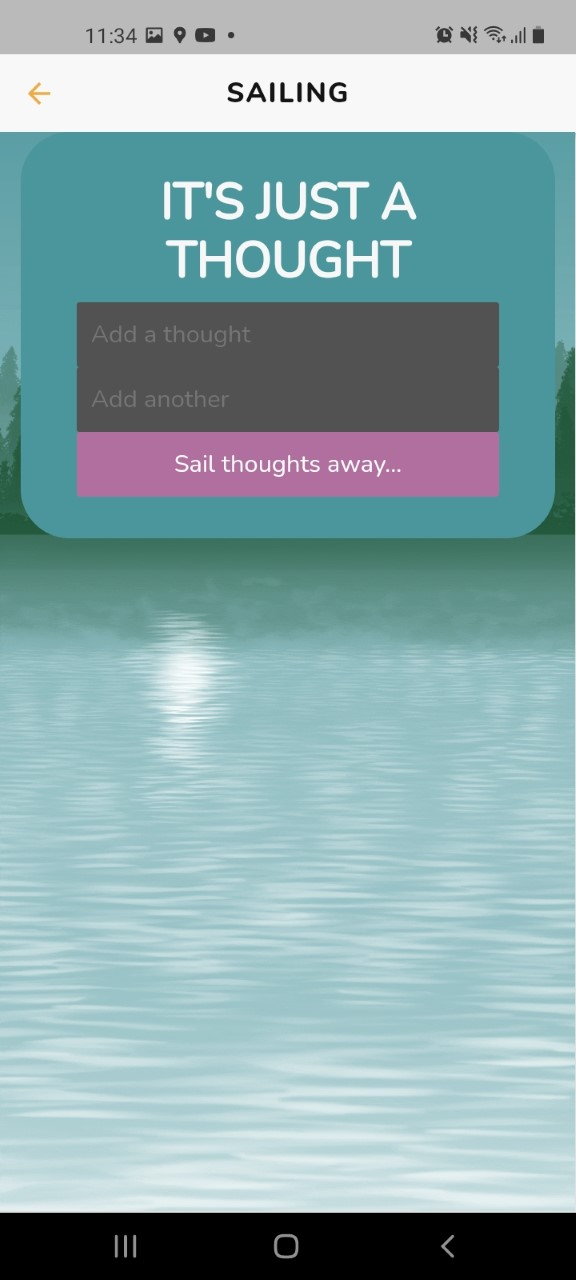 11:34
SAILING
IT'S JUST A
THOUGHT
Add a thought
Add another
Sail thoughts away...